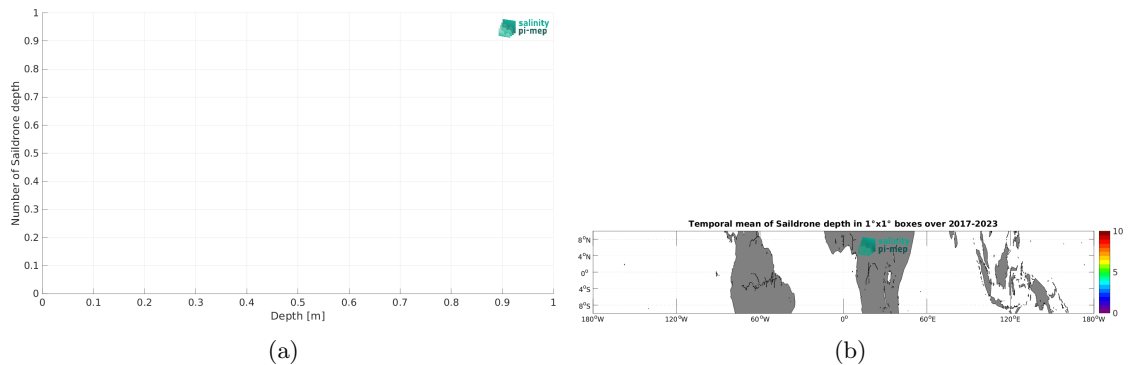 1
0.9
0.8
0.7
0.6
0.5
0.4
0.3
0.2
0.1
0
Number of Saildrone depth
salinity
pi-mep
0 0.1 0.2 0.3 0.4 0.5 0.6 0.7 0.8 0.9 1
Depth [m]
(a)
Temporal mean of Saildrone depth in 1°x1° boxes over 2017-2023
8°N
4°N
0°
4°S
8°S
salinity
pi-mep
10
5
0
180°W 120°W 60°W 0° 60°E 120°E 180°W
(b)